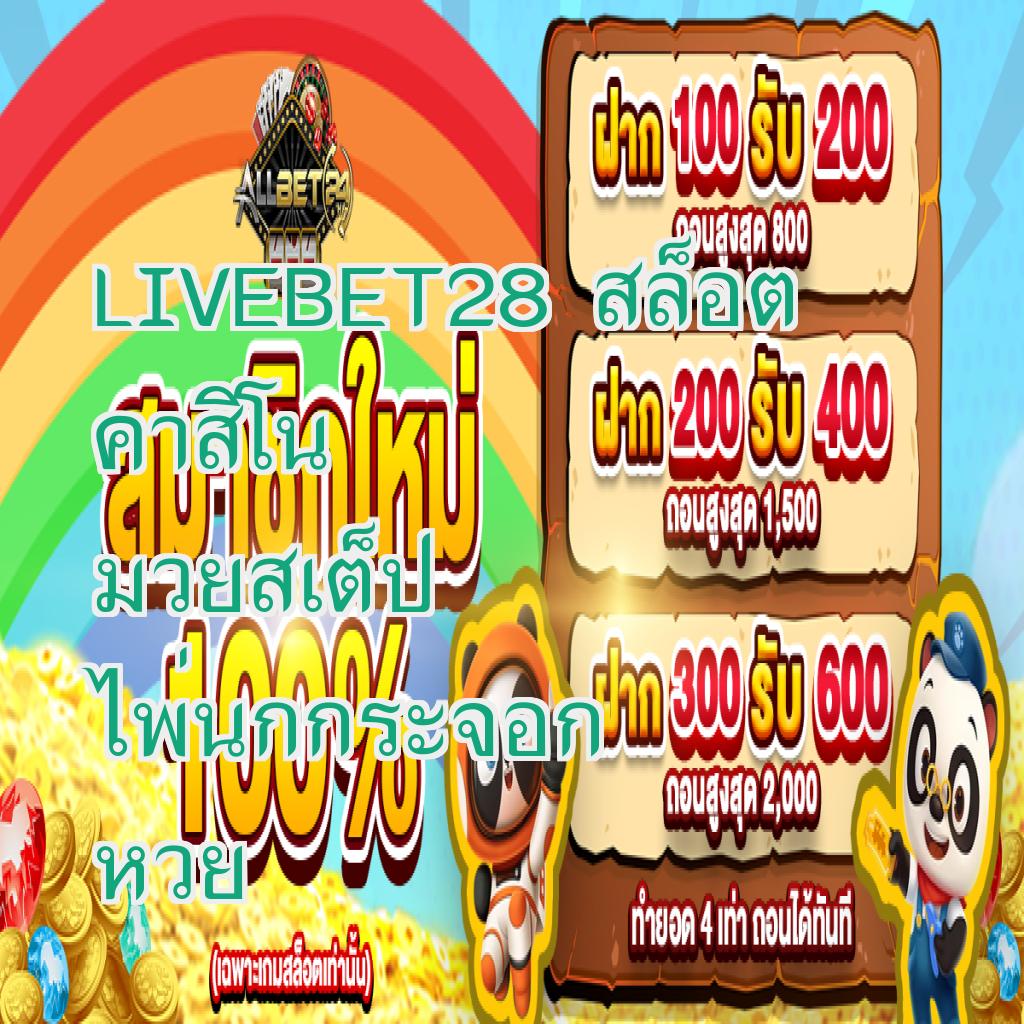 ALLBET24
LIVEBET28 สล็อต
คาสิโน
มวยสเต็ป
ไพ่นกกระจอก
หวย
สมาชิกใหม่
100%
(เฉพาะเกมสล็อตเท่านั้น)
ฝาก 100 รับ 200
ถอนสูงสุด 800
ฝาก 200 รับ 400
ถอนสูงสุด 1,500
ฝาก 300 รับ 600
ถอนสูงสุด 2,000
ทำยอด 4 เท่า ถอนได้ทันที